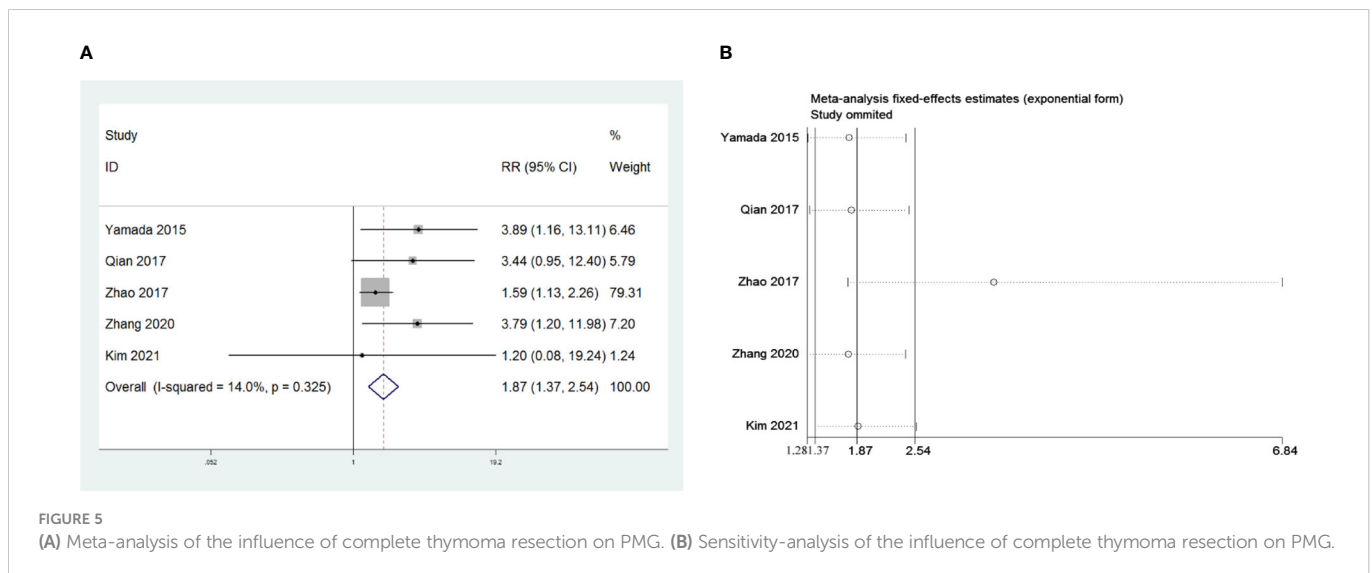 A
Study %
ID RR (95% CI) Weight
Yamada 2015 3.89 (1.16, 13.11) 6.46
Qian 2017 3.44 (0.95, 12.40) 5.79
Zhao 2017 1.59 (1.13, 2.26) 79.31
Zhang 2020 3.79 (1.20, 11.98) 7.20
Kim 2021 1.20 (0.08, 19.24) 1.24
Overall (I-squared = 14.0%, p = 0.325) 1.87 (1.37, 2.54) 100.00
.052 1 19.2
B
Meta-analysis fixed-effects estimates (exponential form)
Study ommited
Yamada 2015
Qian 2017
Zhao 2017
Zhang 2020
Kim 2021
1.28 1.37 1.87 2.54 6.84
FIGURE 5
(A) Meta-analysis of the influence of complete thymoma resection on PMG. (B) Sensitivity-analysis of the influence of complete thymoma resection on PMG.